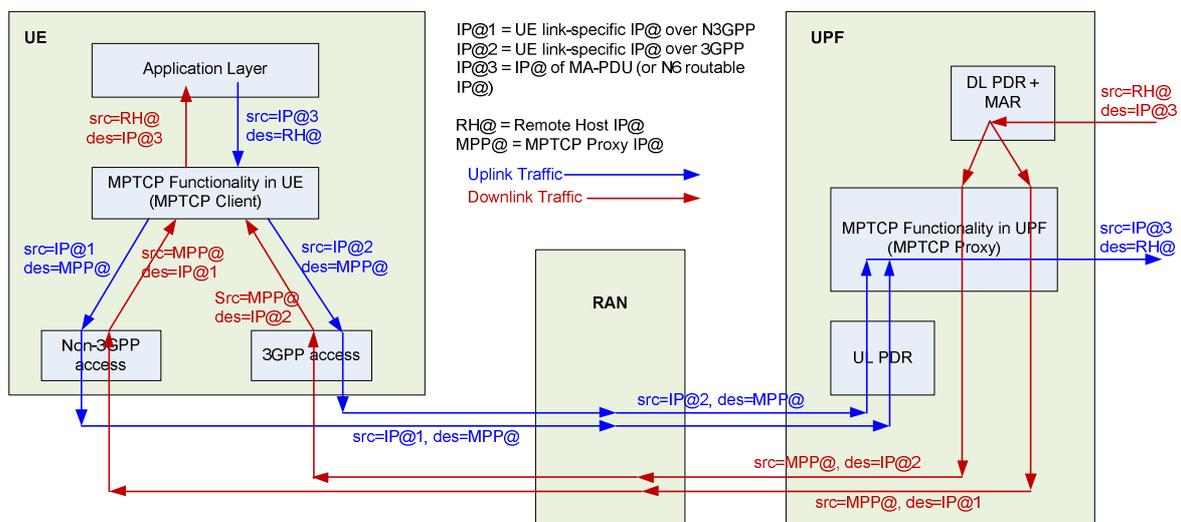 UE
Application Layer
src=RH@
des=IP@3
src=IP@3
des=RH@
MPTCP Functionality in UE
(MPTCP Client)
src=IP@1
des=MPP@
src=MPP@
des=IP@1
src=IP@2
des=MPP@
Src=MPP@
des=IP@2
Non-3GPP
access
3GPP access
IP@1 = UE link-specific IP@ over N3GPP
IP@2 = UE link-specific IP@ over 3GPP
IP@3 = IP@ of MA-PDU (or N6 routable
IP@)
RH@ = Remote Host IP@
MPP@ = MPTCP Proxy IP@
Uplink Traffic
Downlink Traffic
RAN
UPF
DL PDR +
MAR
src=RH@
des=IP@3
MPTCP Functionality in UPF
(MPTCP Proxy)
src=IP@3
des=RH@
UL PDR
src=IP@2, des=MPP@
src=IP@1, des=MPP@
src=MPP@, des=IP@2
src=MPP@, des=IP@1